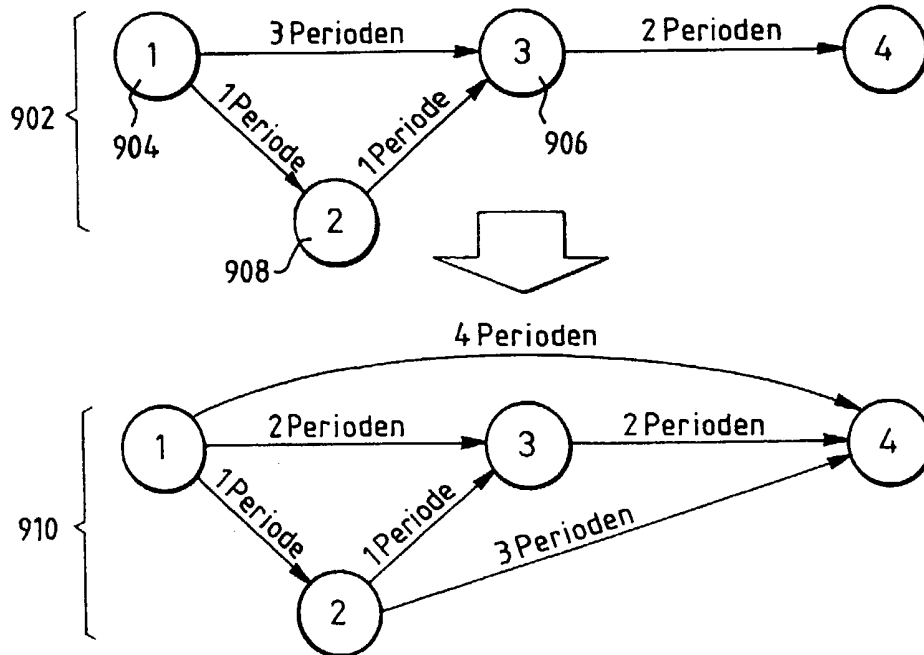 1
3 Perioden
3
2 Perioden
4
902
904
1 Periode
1 Periode
906
2
908
4 Perioden
1
2 Perioden
3
2 Perioden
4
910
1 Periode
1 Periode
3 Perioden
2